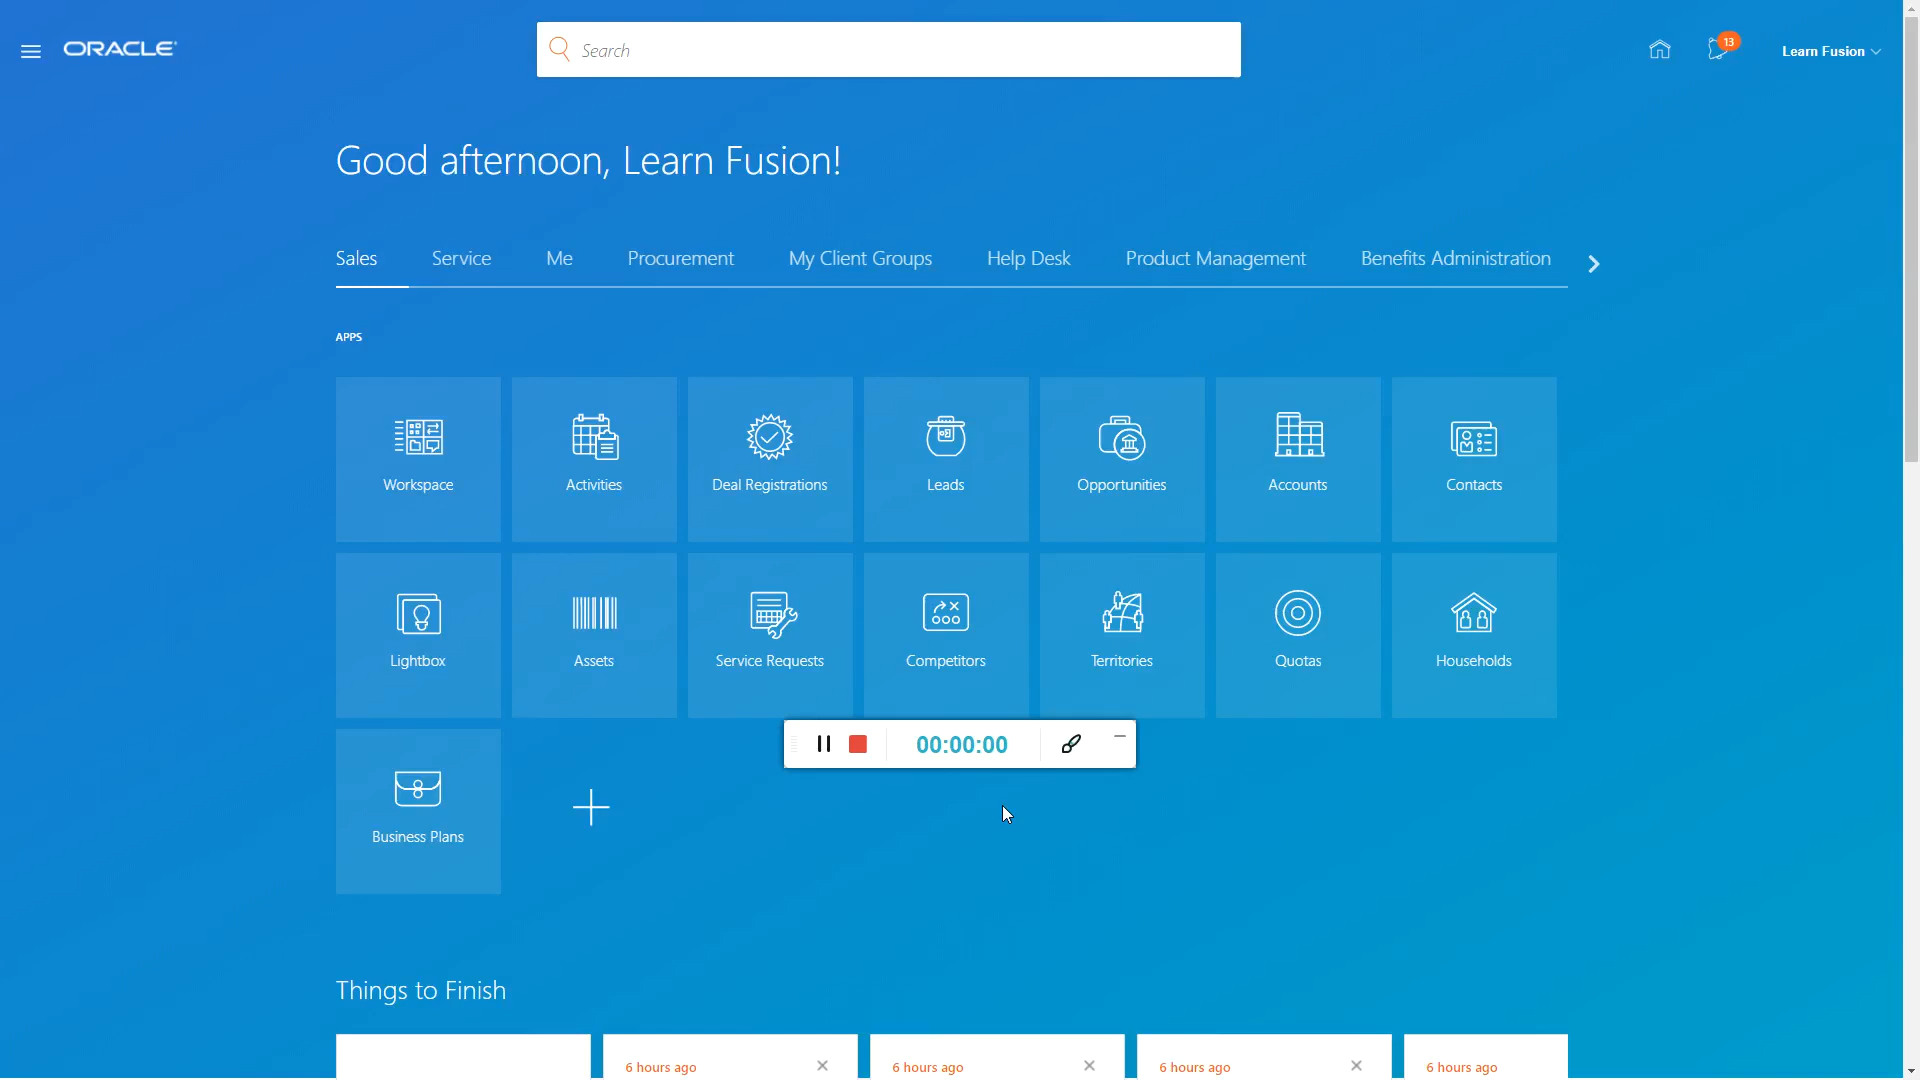 ORACLE
Search
13
Learn Fusion
Good afternoon, Learn Fusion!
Sales Service Me Procurement My Client Groups Help Desk Product Management Benefits Administration
APPS
Workspace Activities Deal Registrations Leads Opportunities Accounts Contacts
Lightbox Assets Service Requests Competitors Territories Quotas Households
00:00:00
Business Plans
Things to Finish
6 hours ago 6 hours ago 6 hours ago 6 hours ago